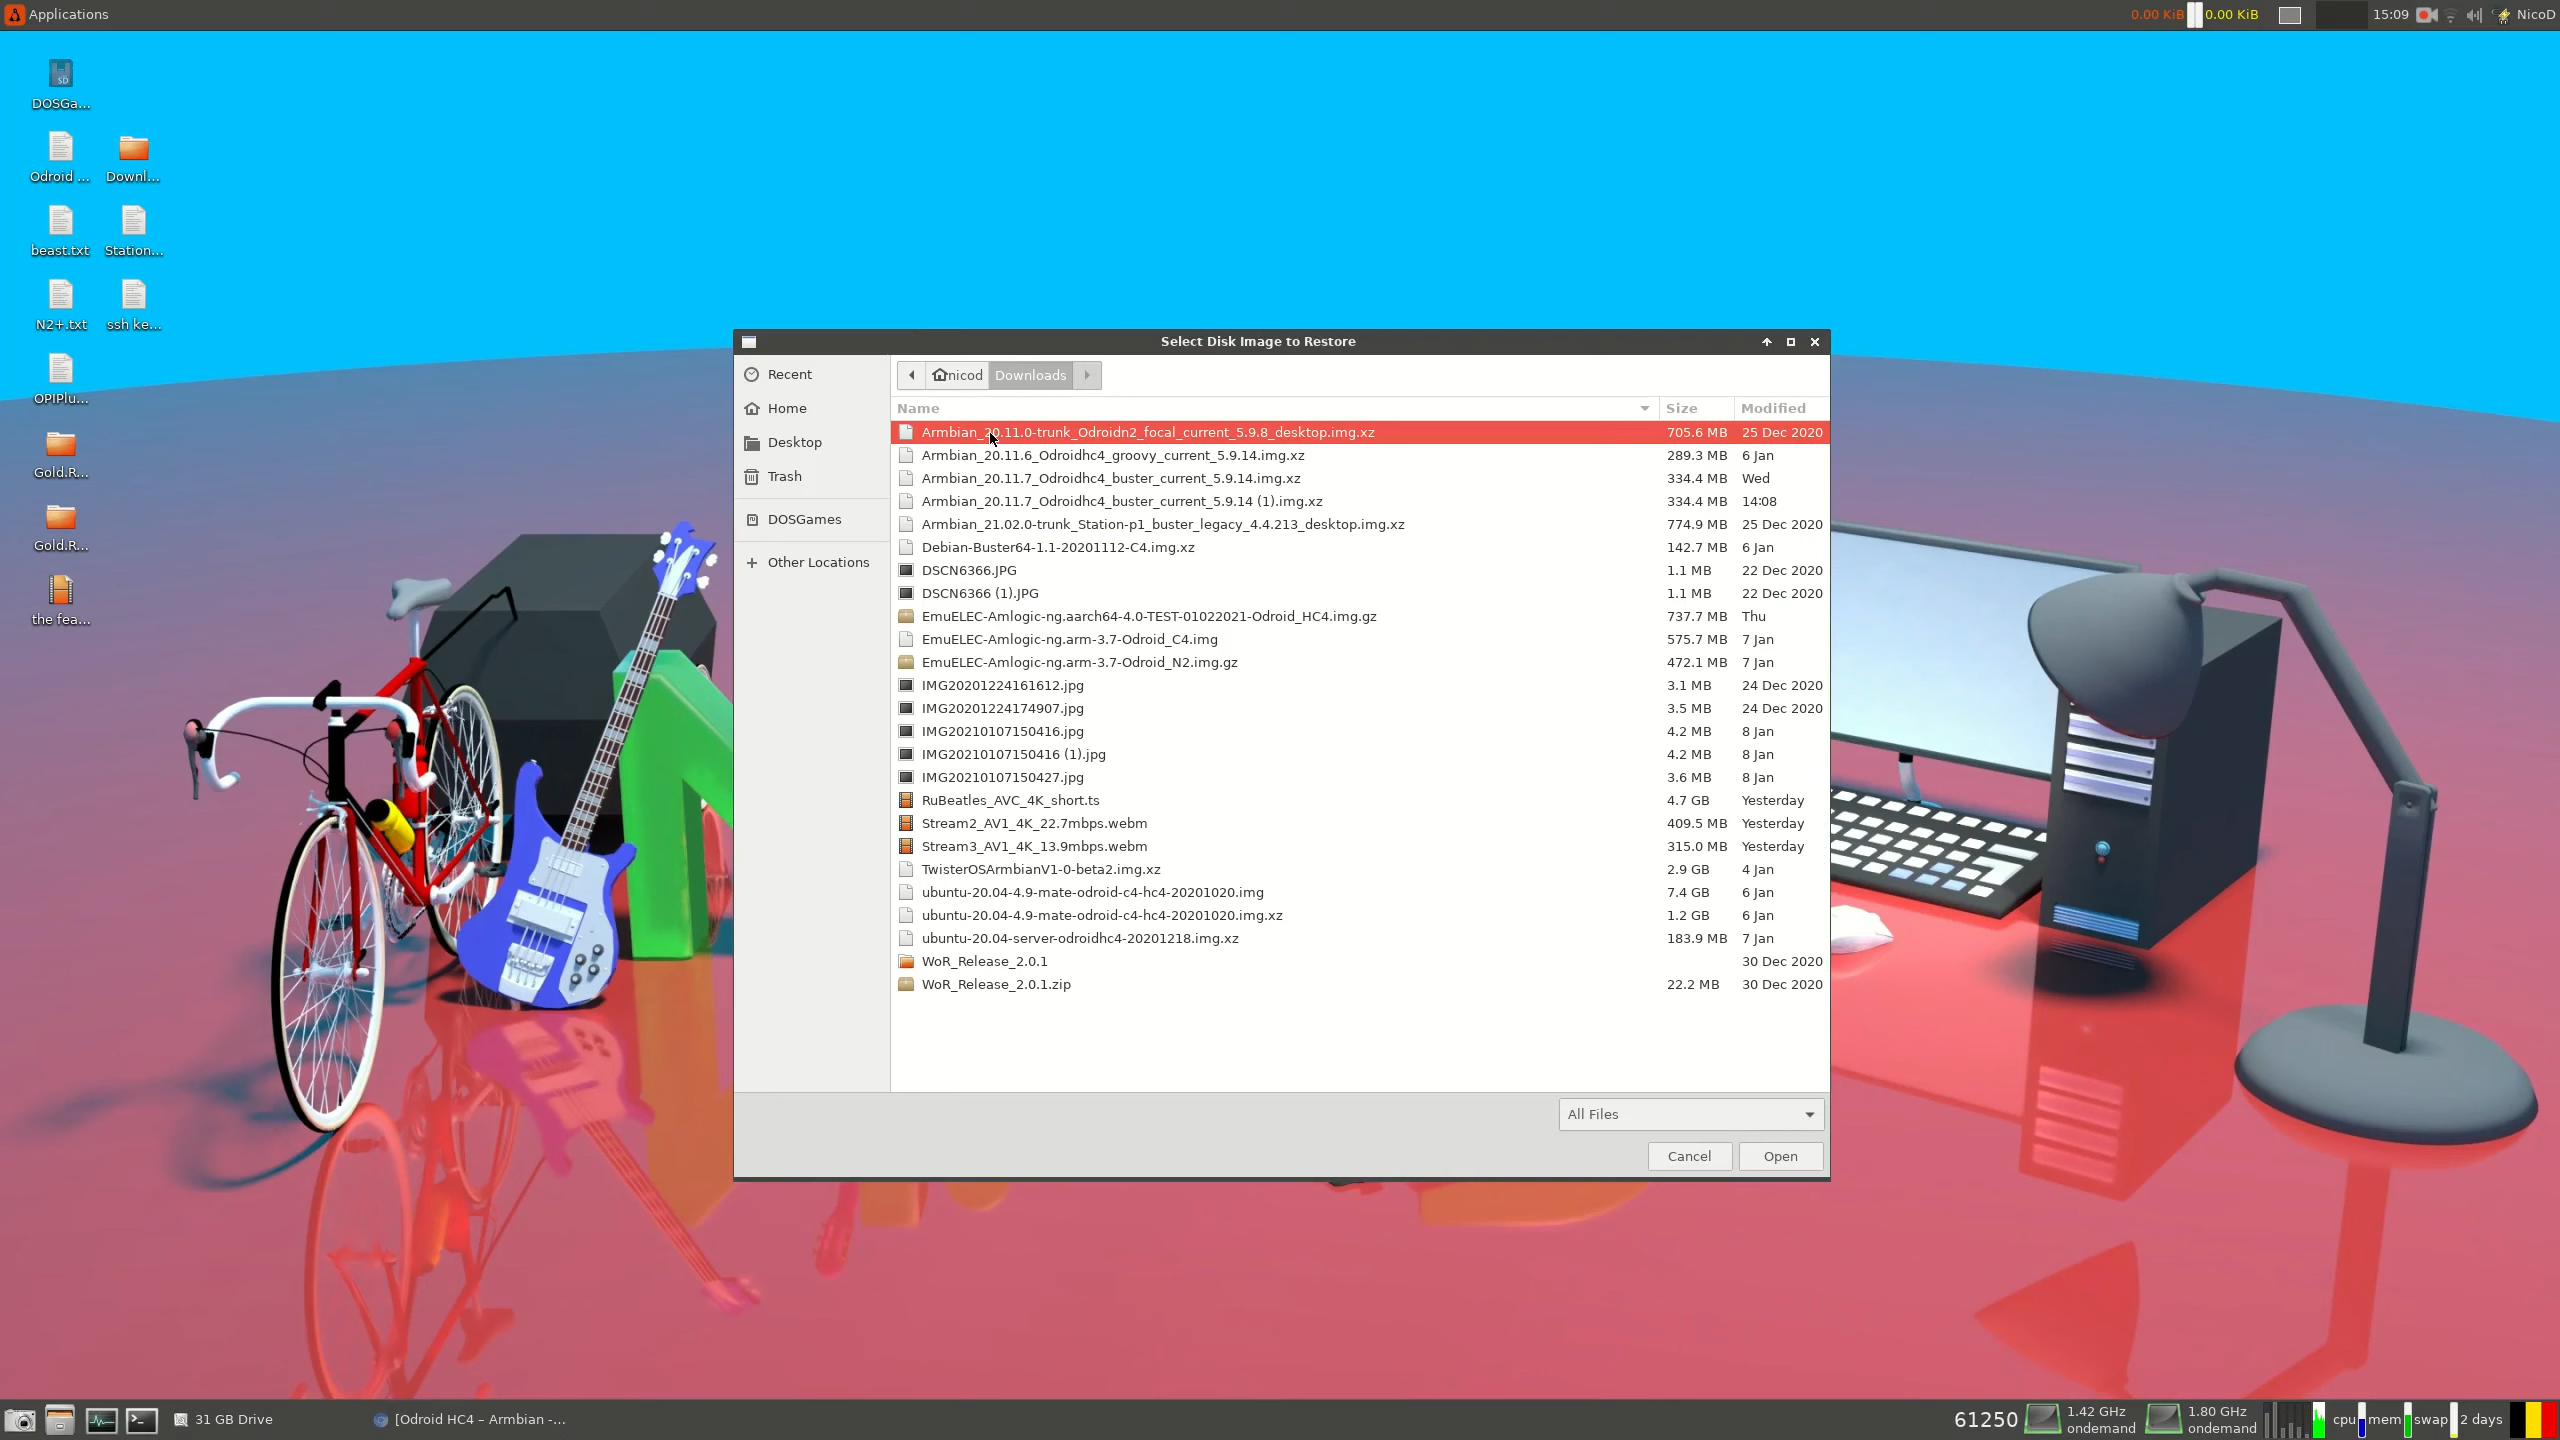 Applications
0.00 KiB 0.00 KiB 15:09 NicoD
SD
DOSGa...
Odroid ... Downl...
beast.txt Station...
N2+.txt ssh ke...
OPIPlu...
Gold.R...
Gold.R...
the fea...
Select Disk Image to Restore
Recent
Home
Desktop
Trash
DOSGames
Other Locations
nicod Downloads
Name Size Modified
Armbian_20.11.0-trunk_Odroidn2_focal_current_5.9.8_desktop.img.xz 705.6 MB 25 Dec 2020
Armbian_20.11.6_Odroidhc4_groovy_current_5.9.14.img.xz 289.3 MB 6 Jan
Armbian_20.11.7_Odroidhc4_buster_current_5.9.14.img.xz 334.4 MB Wed
Armbian_20.11.7_Odroidhc4_buster_current_5.9.14 (1).img.xz 334.4 MB 14:08
Armbian_21.02.0-trunk_Station-p1_buster_legacy_4.4.213_desktop.img.xz 774.9 MB 25 Dec 2020
Debian-Buster64-1.1-20201112-C4.img.xz 142.7 MB 6 Jan
DSCN6366.JPG 1.1 MB 22 Dec 2020
DSCN6366 (1).JPG 1.1 MB 22 Dec 2020
EmuELEC-Amlogic-ng.aarch64-4.0-TEST-01022021-Odroid_HC4.img.gz 737.7 MB Thu
EmuELEC-Amlogic-ng.arm-3.7-Odroid_C4.img 575.7 MB 7 Jan
EmuELEC-Amlogic-ng.arm-3.7-Odroid_N2.img.gz 472.1 MB 7 Jan
IMG20201224161612.jpg 3.1 MB 24 Dec 2020
IMG20201224174907.jpg 3.5 MB 24 Dec 2020
IMG20210107150416.jpg 4.2 MB 8 Jan
IMG20210107150416 (1).jpg 4.2 MB 8 Jan
IMG20210107150427.jpg 3.6 MB 8 Jan
RuBeatles_AVC_4K_short.ts 4.7 GB Yesterday
Stream2_AV1_4K_22.7mbps.webm 409.5 MB Yesterday
Stream3_AV1_4K_13.9mbps.webm 315.0 MB Yesterday
TwisterOSArmbianV1-0-beta2.img.xz 2.9 GB 4 Jan
ubuntu-20.04-4.9-mate-odroid-c4-hc4-20201020.img 7.4 GB 6 Jan
ubuntu-20.04-4.9-mate-odroid-c4-hc4-20201020.img.xz 1.2 GB 6 Jan
ubuntu-20.04-server-odroidhc4-20201218.img.xz 183.9 MB 7 Jan
WoR_Release_2.0.1 30 Dec 2020
WoR_Release_2.0.1.zip 22.2 MB 30 Dec 2020
All Files
Cancel Open
31 GB Drive [Odroid HC4 – Armbian -...
61250 1.42 GHz ondemand 1.80 GHz ondemand cpu mem swap 2 days